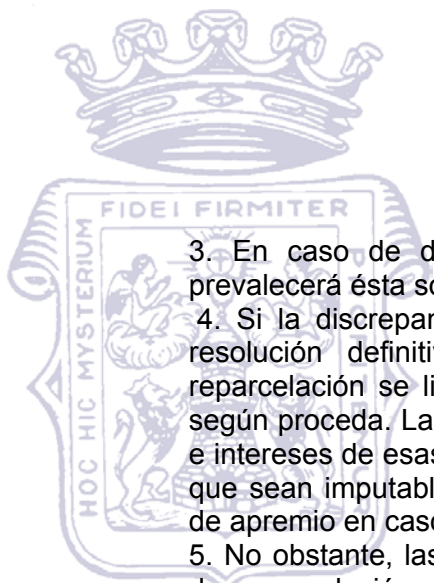 FIDEI FIRMITER
HOC HIC MYSTERIUM
3. En caso de d
prevalecerá ésta so
4. Si la discrepar
resolución definiti
reparcelación se li
según proceda. La
e intereses de esas
que sean imputabl
de apremio en caso
5. No obstante, las